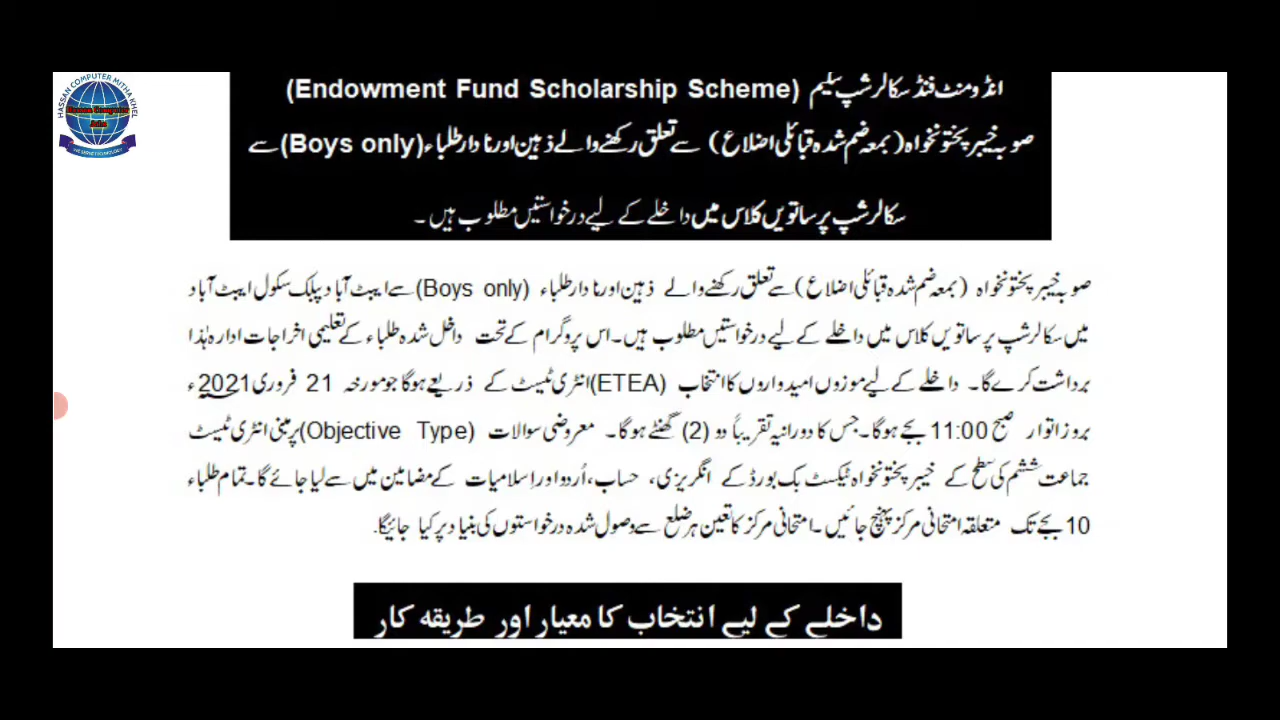 HASSAN COMPUTER MITHA KHEL
انڈومنٹ فنڈ سکالرشپ سکیم (Endowment Fund Scholarship Scheme)
صوبہ خیبر پختونخواہ (بمعہ ضم شدہ قبائلی اضلاع) سے تعلق رکھنے والے ذہین اور نادار طلباء (Boys only) سے
سکالرشپ پر ساتویں کلاس میں داخلے کے لیے درخواستیں مطلوب ہیں۔
صوبہ خیبر پختونخواہ (بمعہ ضم شدہ قبائلی اضلاع) سے تعلق رکھنے والے ذہین اور نادار طلباء (Boys only) سے ایبٹ آباد پبلک سکول ایبٹ آباد
میں سکالرشپ پر ساتویں کلاس میں داخلے کے لیے درخواستیں مطلوب ہیں۔ اس پروگرام کے تحت داخل شدہ طلباء کے تعلیمی اخراجات ادارہ ہٰذا
برداشت کرے گا۔ داخلے کے لیے موزوں امیدواروں کا انتخاب (ETEA) انٹری ٹیسٹ کے ذریعے ہوگا جو مورخہ 21 فروری 2021ء
بروز اتوار صبح 11:00 بجے ہوگا۔ جس کا دورانیہ تقریباً دو (2) گھنٹے ہوگا۔ معروضی سوالات (Objective Type) پر مبنی انٹری ٹیسٹ
جماعت ششم کی سطح کے خیبر پختونخواہ ٹیکسٹ بک بورڈ کے انگریزی، حساب، اُردو اور اسلامیات کے مضامین میں سے لیا جائے گا۔ تمام طلباء
10 بجے تک متعلقہ امتحانی مرکز پہنچ جائیں۔ امتحانی مرکز کا تعین ہر ضلع سے وصول شدہ درخواستوں کی بنیاد پر کیا جائیگا.
داخلے کے لیے انتخاب کا معیار اور طریقہ کار